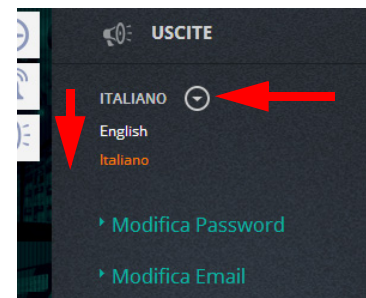 USCITE
ITALIANO
English
Italiano
Modifica Password
Modifica Email